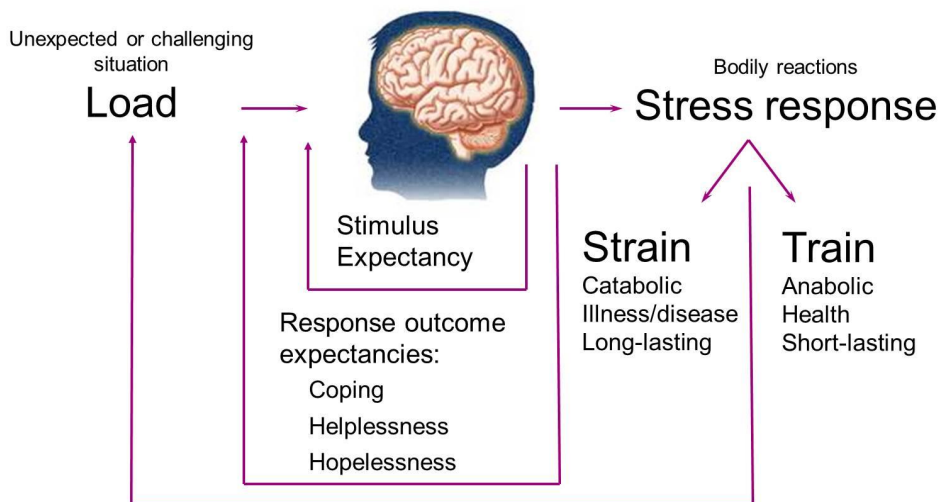 Unexpected or challenging
situation
Load
Bodily reactions
Stress response
Stimulus
Expectancy
Response outcome
expectancies:
Coping
Helplessness
Hopelessness
Strain
Catabolic
Illness/disease
Long-lasting
Train
Anabolic
Health
Short-lasting